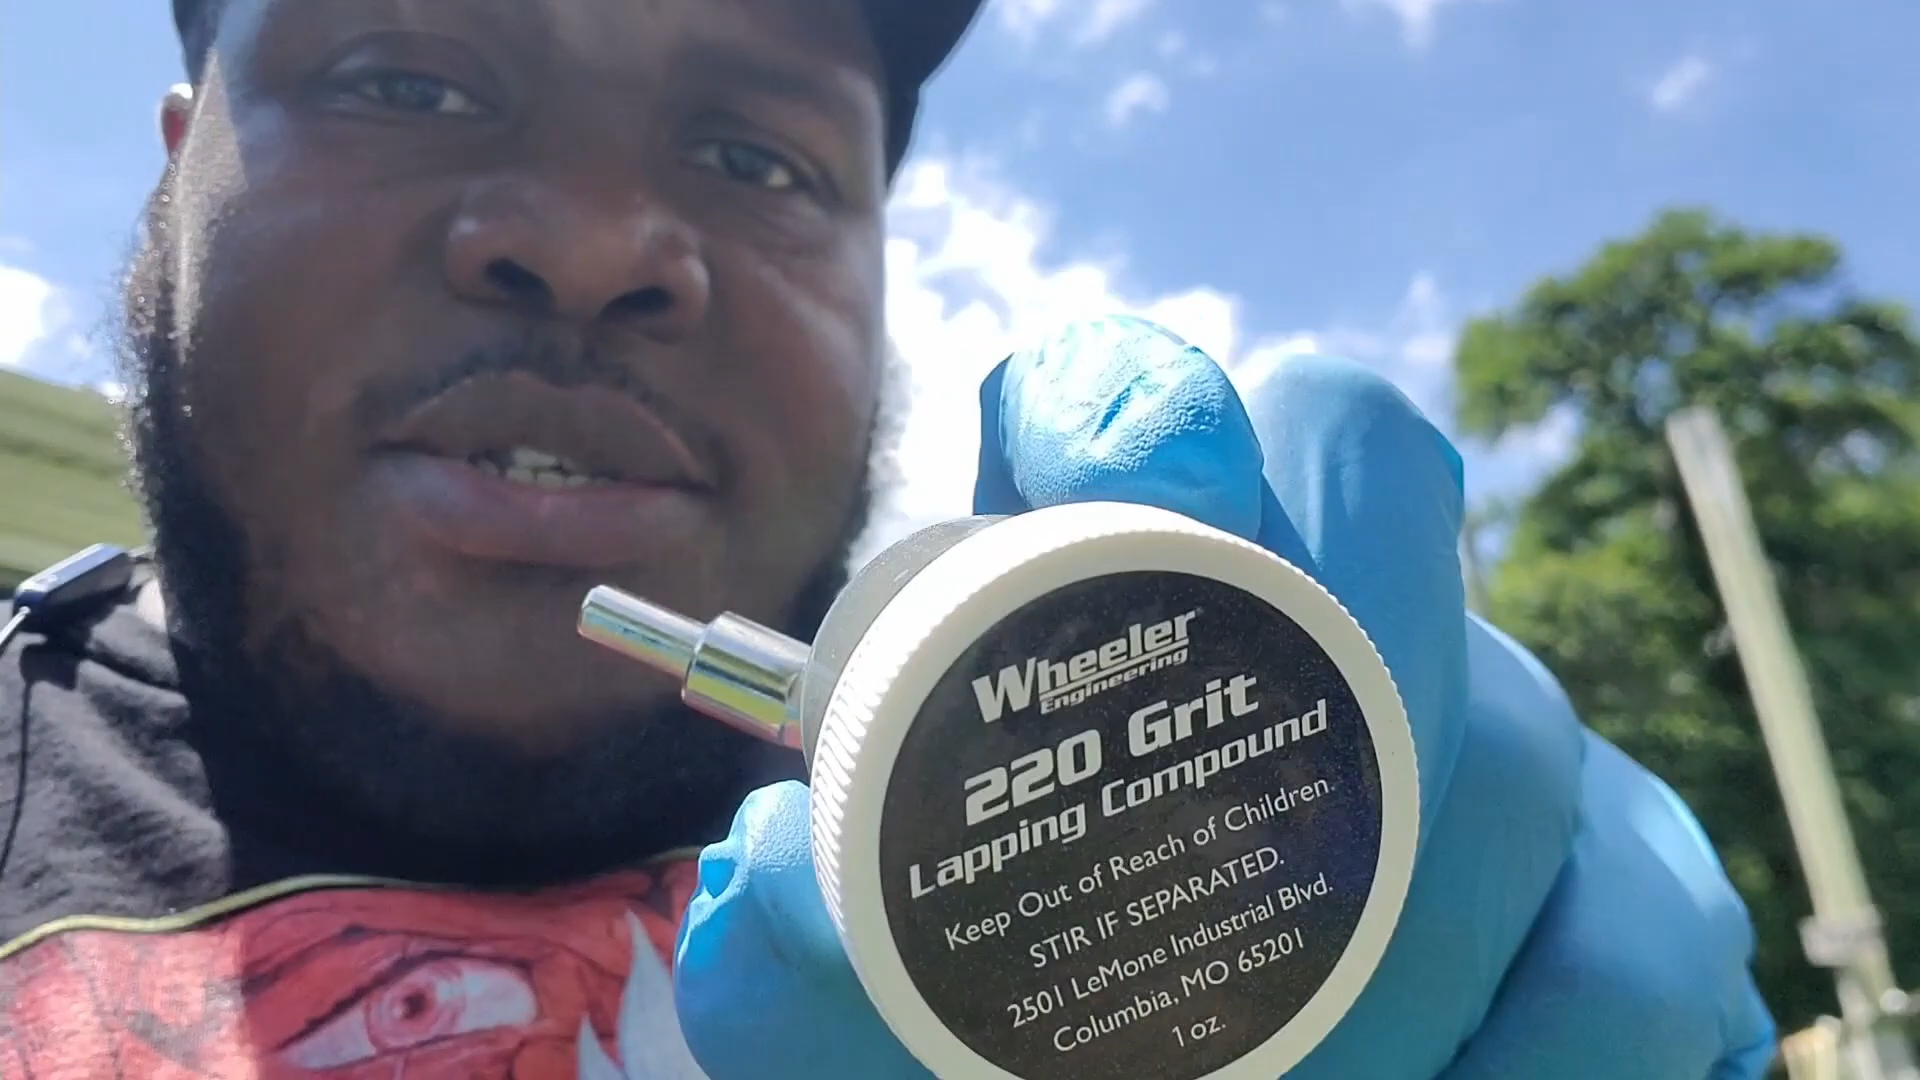 Wheeler
Engineering
220 Grit
Lapping Compound
Keep Out of Reach of Children.
STIR IF SEPARATED.
2501 LeMone Industrial Blvd.
Columbia, MO 65201
1 oz.